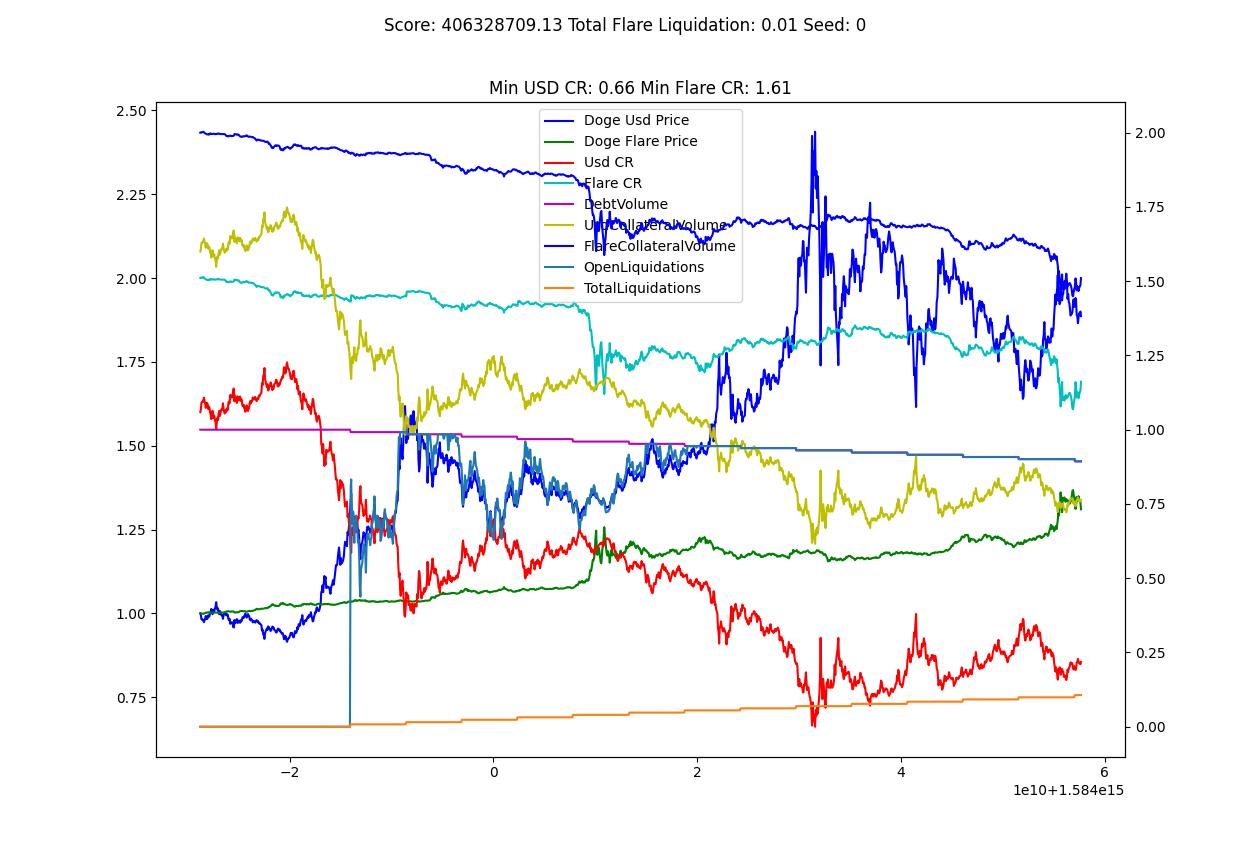 Score: 406328709.13 Total Flare Liquidation: 0.01 Seed: 0
Min USD CR: 0.66 Min Flare CR: 1.61
2.50
2.25
2.00
1.75
1.50
1.25
1.00
0.75
Doge Usd Price
Doge Flare Price
Usd CR
Flare CR
DebtVolume
UsdCollateralVolume
FlareCollateralVolume
OpenLiquidations
TotalLiquidations
2.00
1.75
1.50
1.25
1.00
0.75
0.50
0.25
0.00
−2 0 2 4 6
1e10+1.584e15